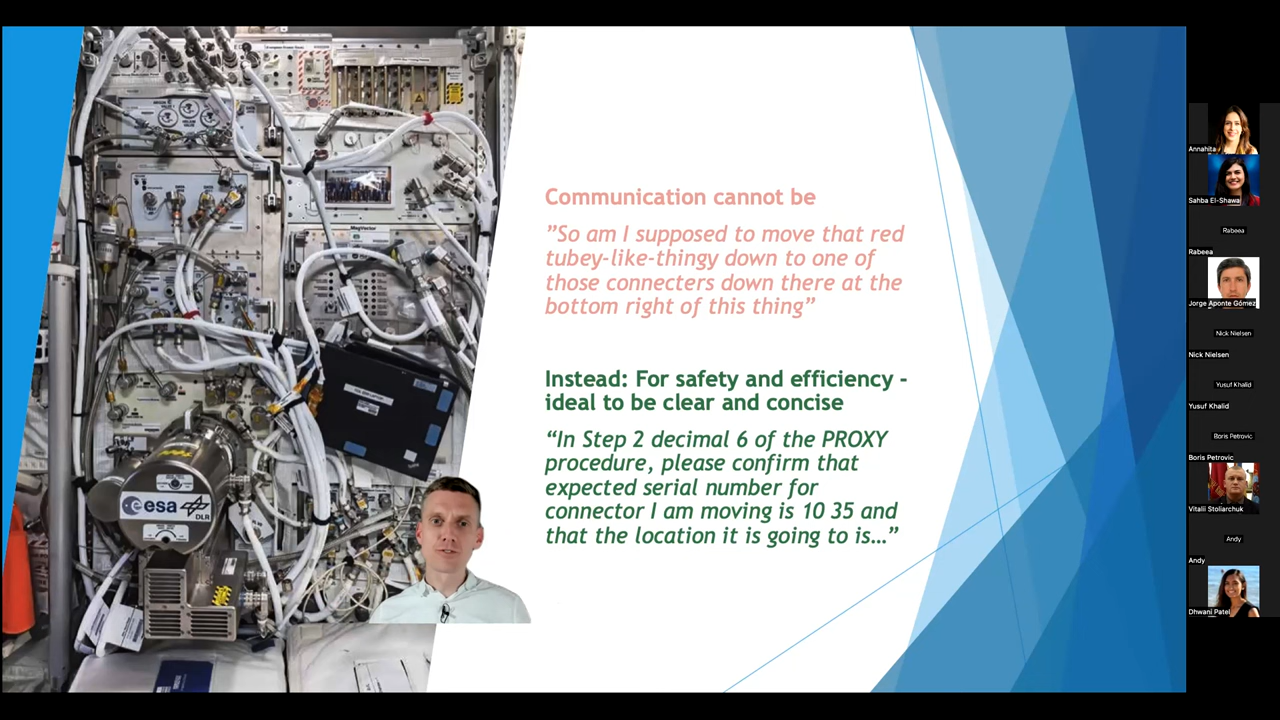 Communication cannot be
”So am I supposed to move that red
tubey-like-thingy down to one of
those connecters down there at the
bottom right of this thing”
Instead: For safety and efficiency -
ideal to be clear and concise
“In Step 2 decimal 6 of the PROXY
procedure, please confirm that
expected serial number for
connector I am moving is 10 35 and
that the location it is going to is…”
MagVector
esa
DLR
Annahita
Sahba El-Shawa
Rabeea
Rabeea
Jorge Aponte Gómez
Nick Nielsen
Nick Nielsen
Yusuf Khalid
Yusuf Khalid
Boris Petrovic
Boris Petrovic
Vitalii Stoliarchuk
Andy
Andy
Dhwani Patel